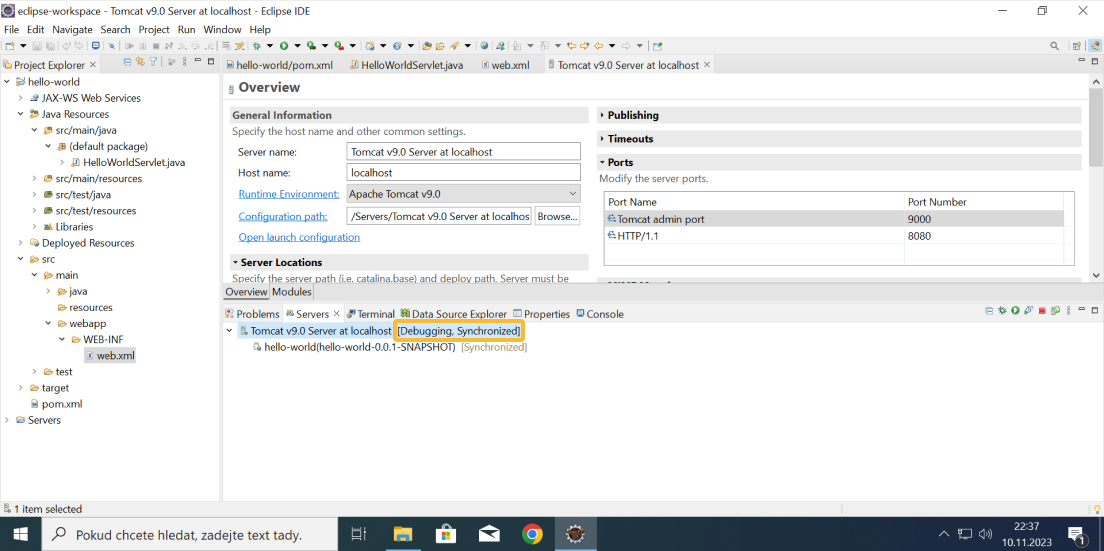 eclipse-workspace - Tomcat v9.0 Server at localhost - Eclipse IDE
File Edit Navigate Search Project Run Window Help
Project Explorer
hello-world/pom.xml
HelloWorldServlet.java
web.xml
Tomcat v9.0 Server at localhost
hello-world
JAX-WS Web Services
Java Resources
src/main/java
(default package)
HelloWorldServlet.java
src/main/resources
src/test/java
src/test/resources
Libraries
Deployed Resources
src
main
java
resources
webapp
WEB-INF
web.xml
test
target
pom.xml
Servers
Overview
General Information
Specify the host name and other common settings.
Server name: Tomcat v9.0 Server at localhost
Host name: localhost
Runtime Environment: Apache Tomcat v9.0
Configuration path: /Servers/Tomcat v9.0 Server at localhos Browse...
Open launch configuration
Server Locations
Specify the server path (i.e. catalina.base) and deploy path. Server must be
Publishing
Timeouts
Ports
Modify the server ports.
Port Name Port Number
Tomcat admin port 9000
HTTP/1.1 8080
Overview Modules
Problems Servers Terminal Data Source Explorer Properties Console
Tomcat v9.0 Server at localhost [Debugging, Synchronized]
hello-world(hello-world-0.0.1-SNAPSHOT) [Synchronized]
1 item selected
Pokud chcete hledat, zadejte text tady.
22:37
10.11.2023
1